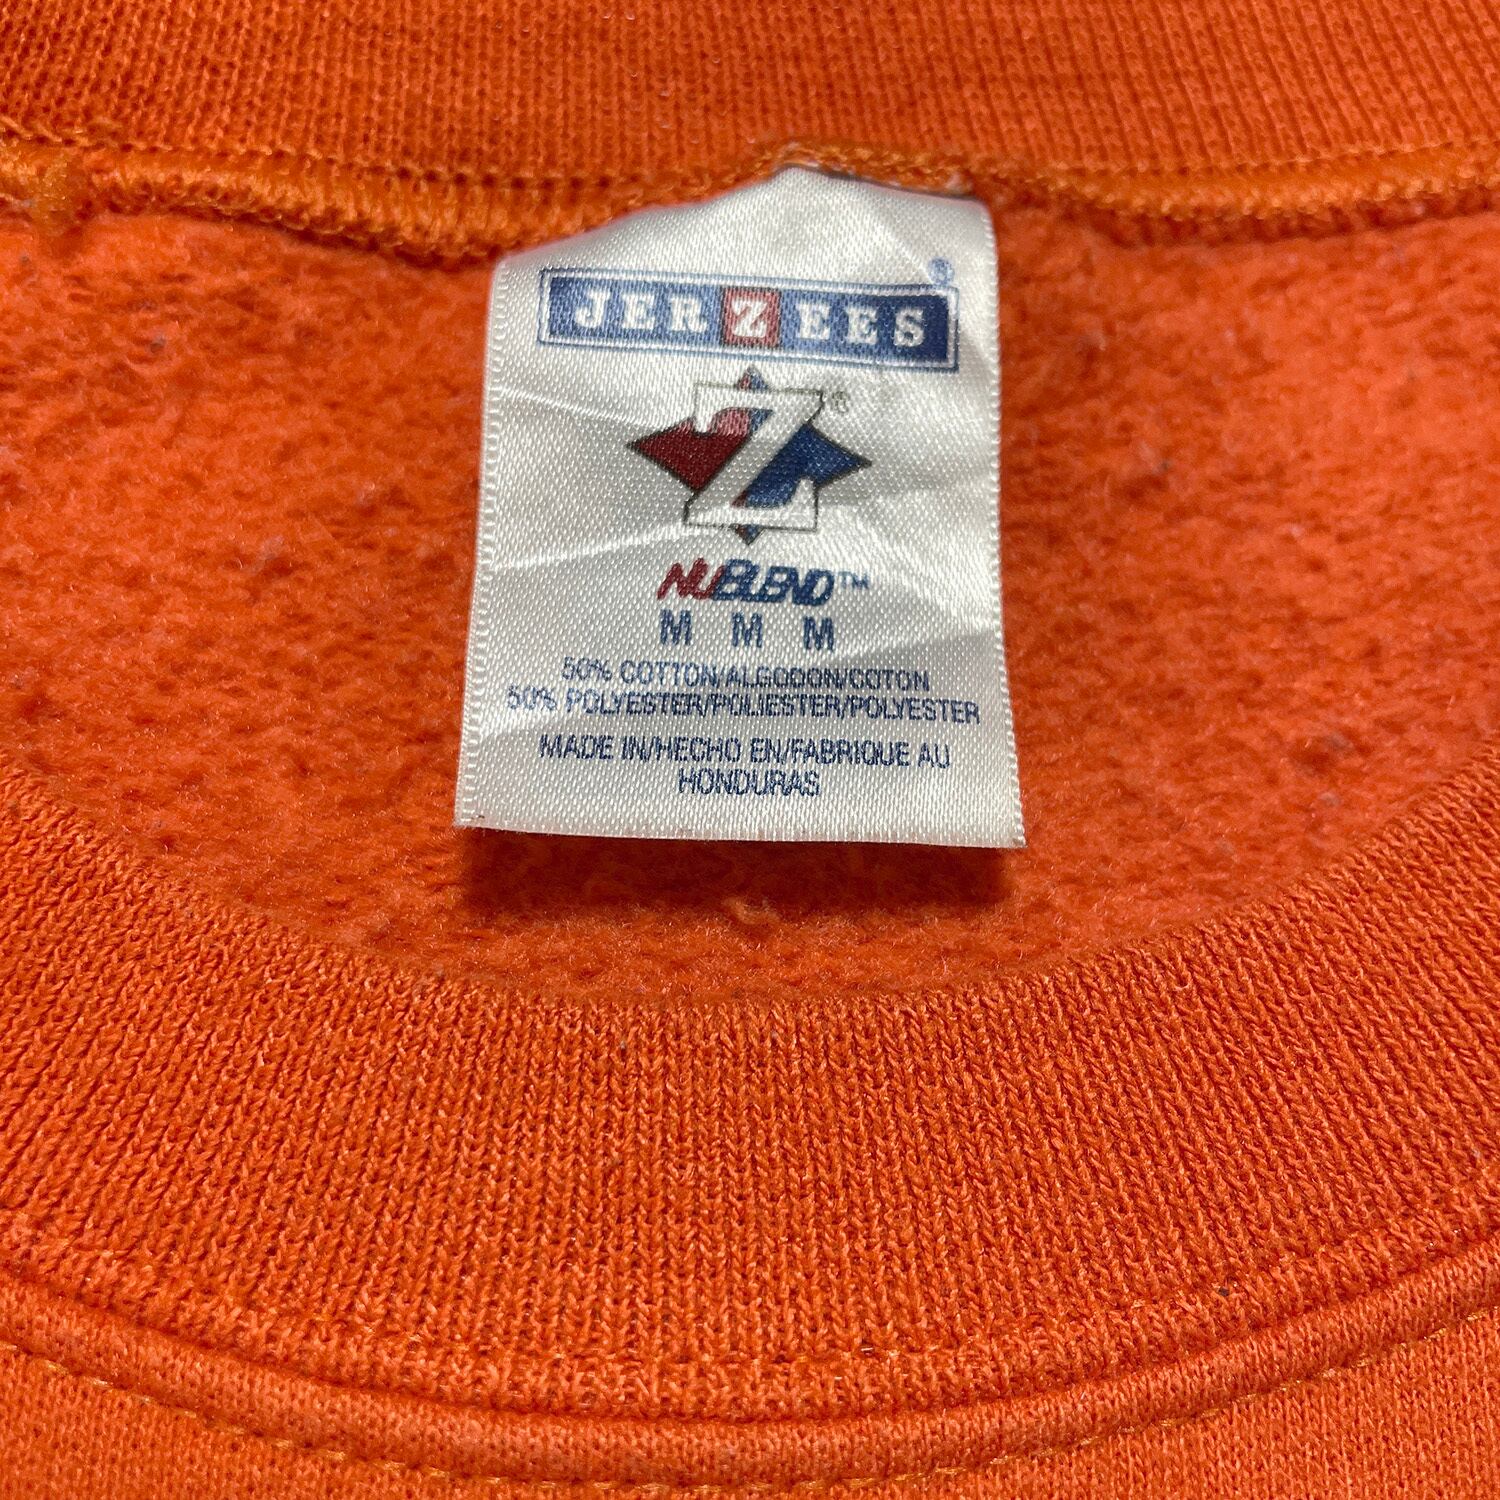 JERZEES®
Z®
NUBLEND™
M M M
50% COTTON/ALGODON/COTON
50% POLYESTER/POLIESTER/POLYESTER
MADE IN/HECHO EN/FABRIQUE AU
HONDURAS